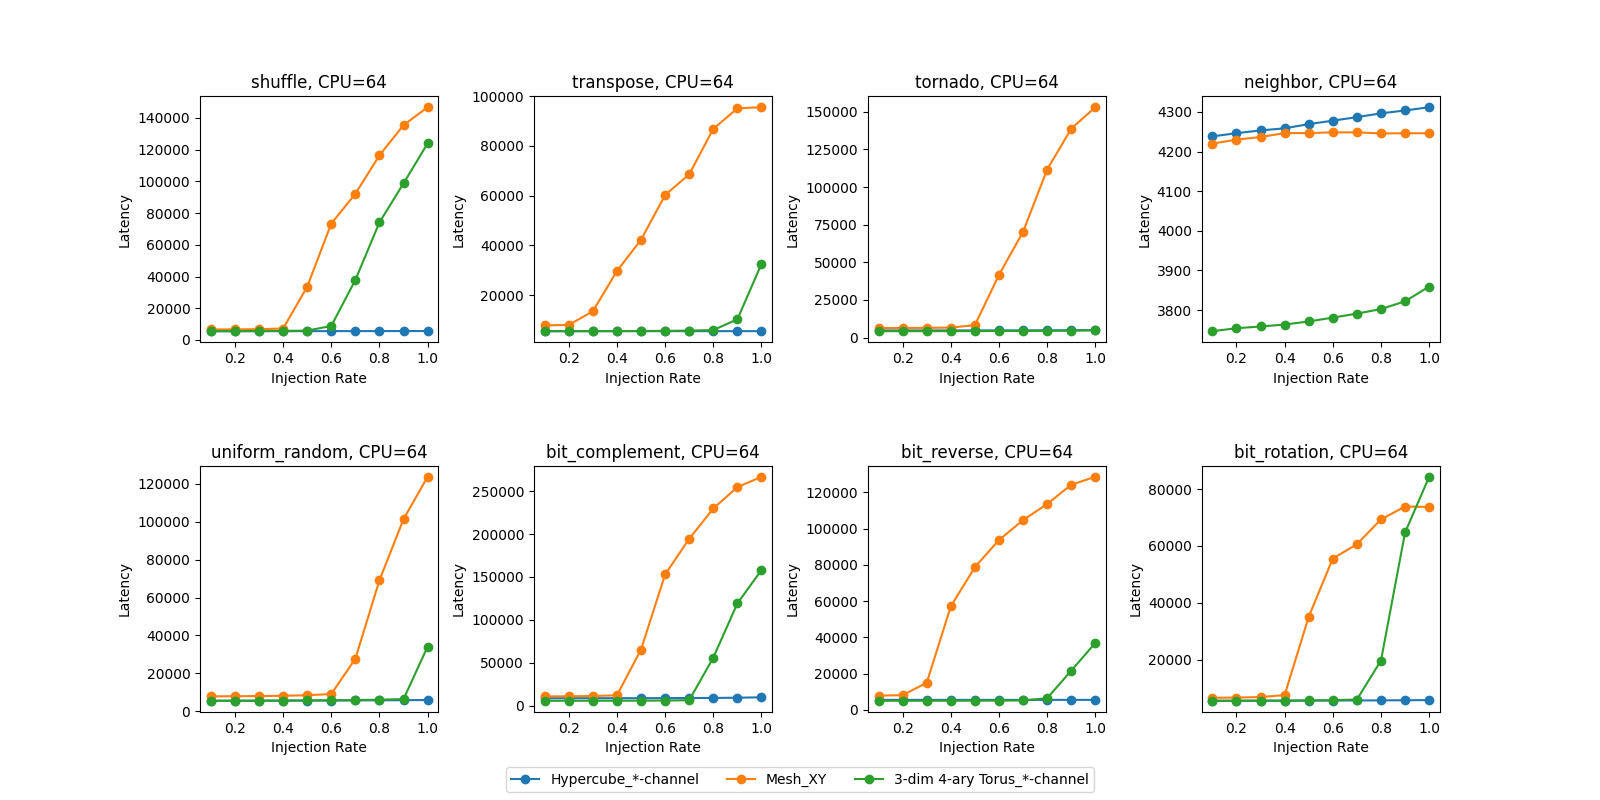 shuffle, CPU=64
Latency
140000
120000
100000
80000
60000
40000
20000
0
0.2 0.4 0.6 0.8 1.0
Injection Rate
transpose, CPU=64
Latency
100000
80000
60000
40000
20000
0.2 0.4 0.6 0.8 1.0
Injection Rate
tornado, CPU=64
Latency
150000
125000
100000
75000
50000
25000
0
0.2 0.4 0.6 0.8 1.0
Injection Rate
neighbor, CPU=64
Latency
4300
4200
4100
4000
3900
3800
0.2 0.4 0.6 0.8 1.0
Injection Rate
uniform_random, CPU=64
Latency
120000
100000
80000
60000
40000
20000
0
0.2 0.4 0.6 0.8 1.0
Injection Rate
bit_complement, CPU=64
Latency
250000
200000
150000
100000
50000
0
0.2 0.4 0.6 0.8 1.0
Injection Rate
bit_reverse, CPU=64
Latency
120000
100000
80000
60000
40000
20000
0
0.2 0.4 0.6 0.8 1.0
Injection Rate
bit_rotation, CPU=64
Latency
80000
60000
40000
20000
0.2 0.4 0.6 0.8 1.0
Injection Rate
Hypercube_*-channel Mesh_XY 3-dim 4-ary Torus_*-channel